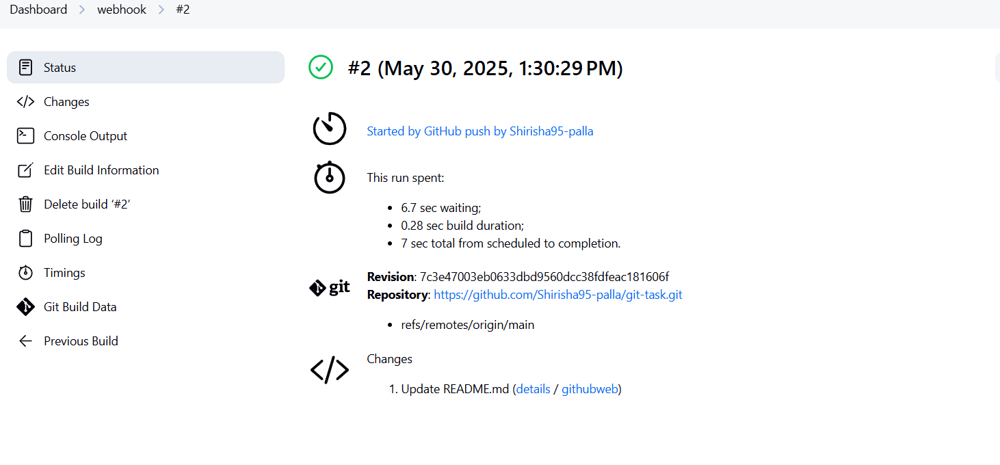 Dashboard > webhook > #2
Status
Changes
Console Output
Edit Build Information
Delete build ‘#2’
Polling Log
Timings
Git Build Data
Previous Build
#2 (May 30, 2025, 1:30:29 PM)
Started by GitHub push by Shirisha95-palla
This run spent:
• 6.7 sec waiting;
• 0.28 sec build duration;
• 7 sec total from scheduled to completion.
git
Revision: 7c3e47003eb0633dbd9560dcc38fdfeac181606f
Repository: https://github.com/Shirisha95-palla/git-task.git
• refs/remotes/origin/main
Changes
1. Update README.md (details / githubweb)